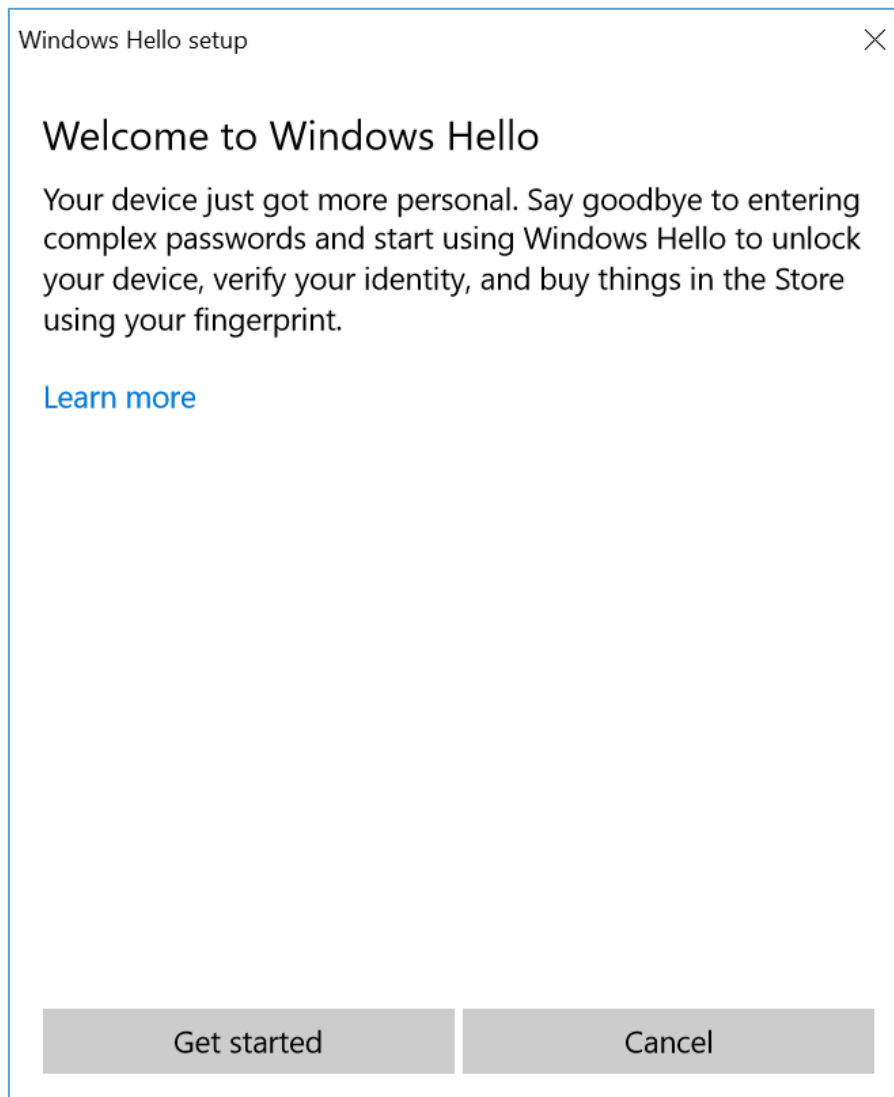 Windows Hello setup
Welcome to Windows Hello
Your device just got more personal. Say goodbye to entering
complex passwords and start using Windows Hello to unlock
your device, verify your identity, and buy things in the Store
using your fingerprint.
Learn more
Get started
Cancel